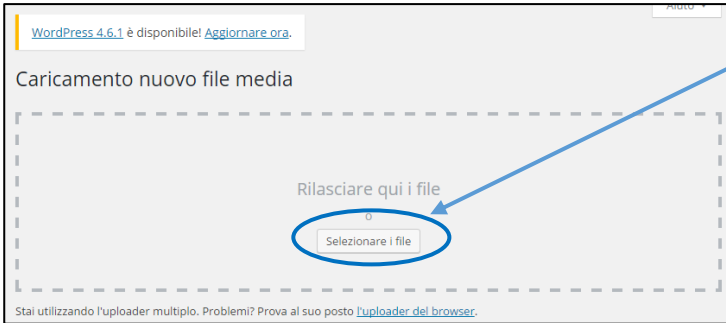 Aiuto
WordPress 4.6.1 è disponibile! Aggiornare ora.
Caricamento nuovo file media
Rilasciare qui i file
o
Selezionare i file
Stai utilizzando l'uploader multiplo. Problemi? Prova al suo posto l'uploader del browser.